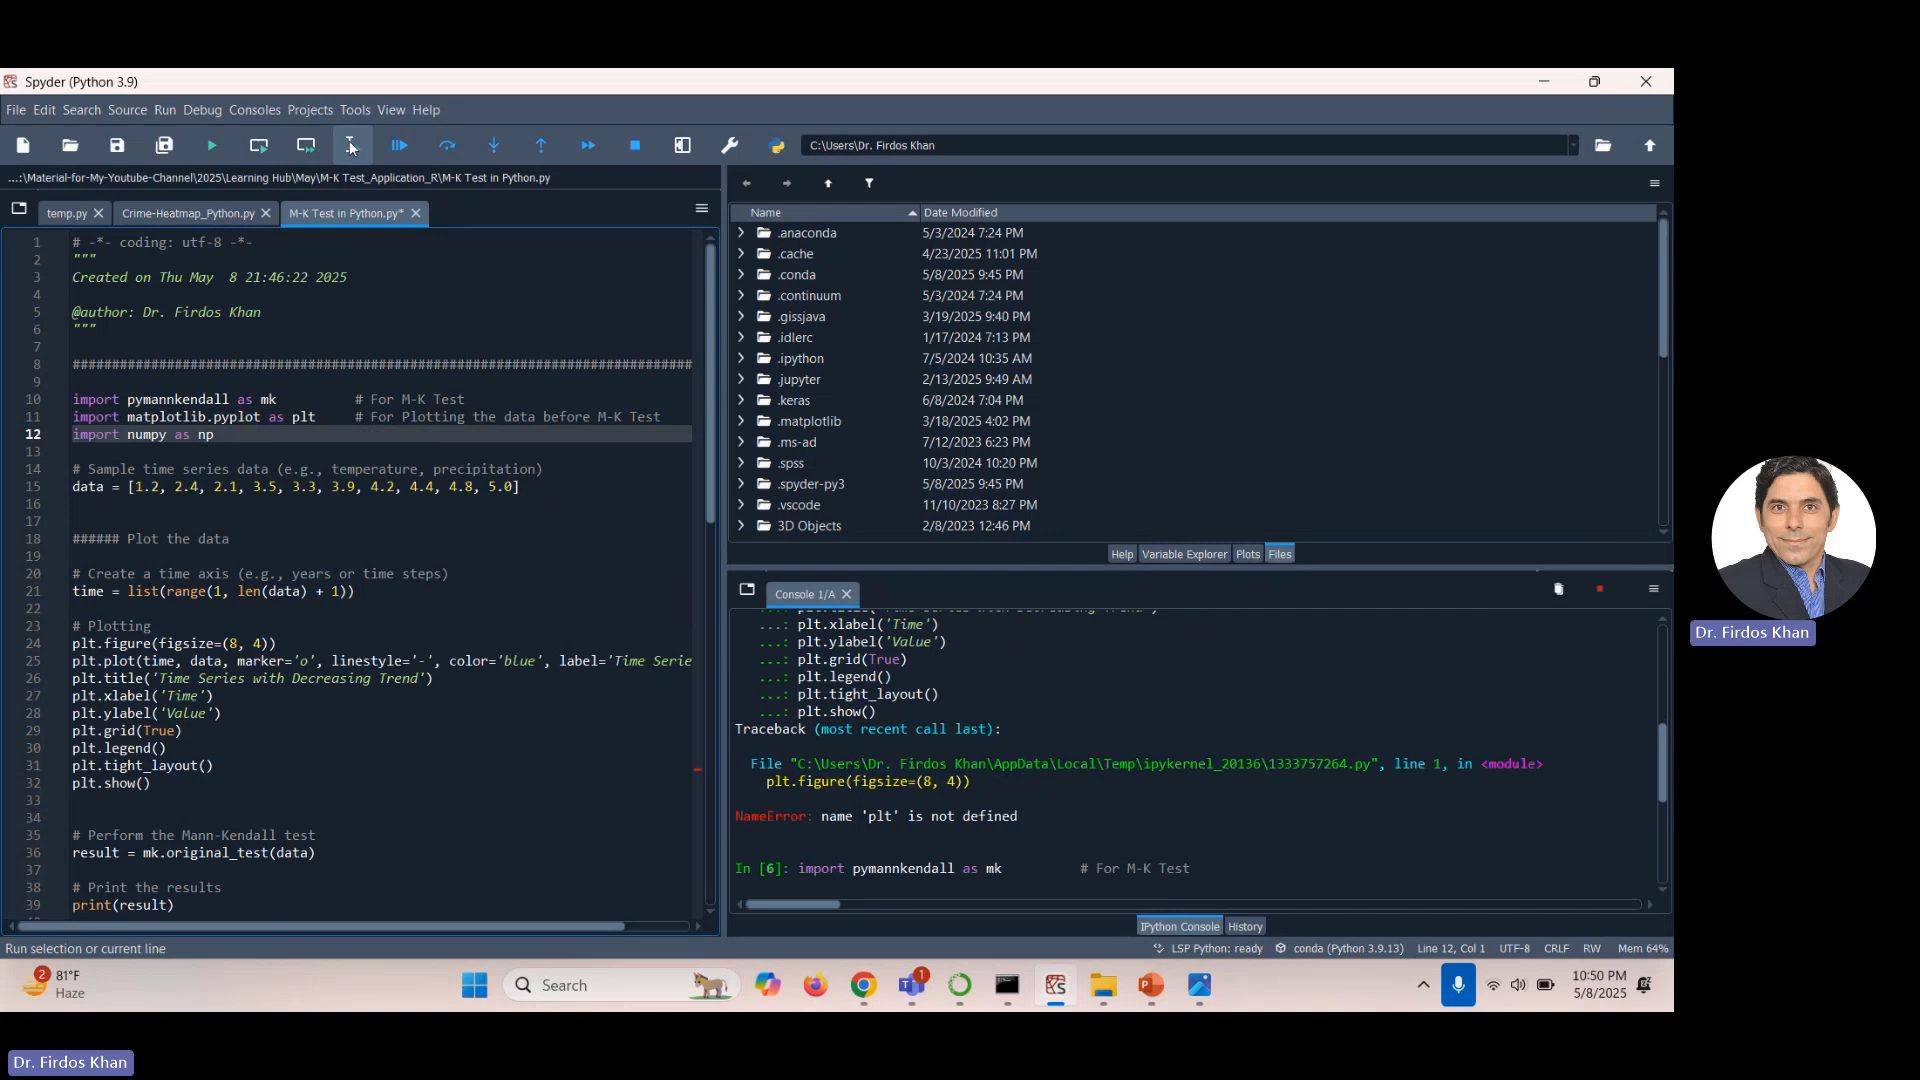 Spyder (Python 3.9)
File Edit Search Source Run Debug Consoles Projects Tools View Help
C:\Users\Dr. Firdos Khan
...:\Material-for-My-Youtube-Channel\2025\Learning Hub\May\M-K Test_Application_R\M-K Test in Python.py
temp.py Crime-Heatmap_Python.py M-K Test in Python.py*
1 # -*- coding: utf-8 -*-
2 """
3 Created on Thu May  8 21:46:22 2025
4
5 @author: Dr. Firdos Khan
6 """
7
8 ###############################################################################
9
10 import pymannkendall as mk          # For M-K Test
11 import matplotlib.pyplot as plt     # For Plotting the data before M-K Test
12 import numpy as np
13
14 # Sample time series data (e.g., temperature, precipitation)
15 data = [1.2, 2.4, 2.1, 3.5, 3.3, 3.9, 4.2, 4.4, 4.8, 5.0]
16
17
18 ###### Plot the data
19
20 # Create a time axis (e.g., years or time steps)
21 time = list(range(1, len(data) + 1))
22
23 # Plotting
24 plt.figure(figsize=(8, 4))
25 plt.plot(time, data, marker='o', linestyle='-', color='blue', label='Time Serie
26 plt.title('Time Series with Decreasing Trend')
27 plt.xlabel('Time')
28 plt.ylabel('Value')
29 plt.grid(True)
30 plt.legend()
31 plt.tight_layout()
32 plt.show()
33
34
35 # Perform the Mann-Kendall test
36 result = mk.original_test(data)
37
38 # Print the results
39 print(result)
Name Date Modified
.anaconda 5/3/2024 7:24 PM
.cache 4/23/2025 11:01 PM
.conda 5/8/2025 9:45 PM
.continuum 5/3/2024 7:24 PM
.gissjava 3/19/2025 9:40 PM
.idlerc 1/17/2024 7:13 PM
.ipython 7/5/2024 10:35 AM
.jupyter 2/13/2025 9:49 AM
.keras 6/8/2024 7:04 PM
.matplotlib 3/18/2025 4:02 PM
.ms-ad 7/12/2023 6:23 PM
.spss 10/3/2024 10:20 PM
.spyder-py3 5/8/2025 9:45 PM
.vscode 11/10/2023 8:27 PM
3D Objects 2/8/2023 12:46 PM
Help Variable Explorer Plots Files
Console 1/A
...: plt.xlabel('Time')
...: plt.ylabel('Value')
...: plt.grid(True)
...: plt.legend()
...: plt.tight_layout()
...: plt.show()
Traceback (most recent call last):
File "C:\Users\Dr. Firdos Khan\AppData\Local\Temp\ipykernel_20136\1333757264.py", line 1, in <module>
plt.figure(figsize=(8, 4))
NameError: name 'plt' is not defined
In [6]: import pymannkendall as mk          # For M-K Test
IPython Console History
Run selection or current line
LSP Python: ready conda (Python 3.9.13) Line 12, Col 1 UTF-8 CRLF RW Mem 64%
2 81°F
Haze
Search
1
10:50 PM
5/8/2025
Dr. Firdos Khan
Dr. Firdos Khan